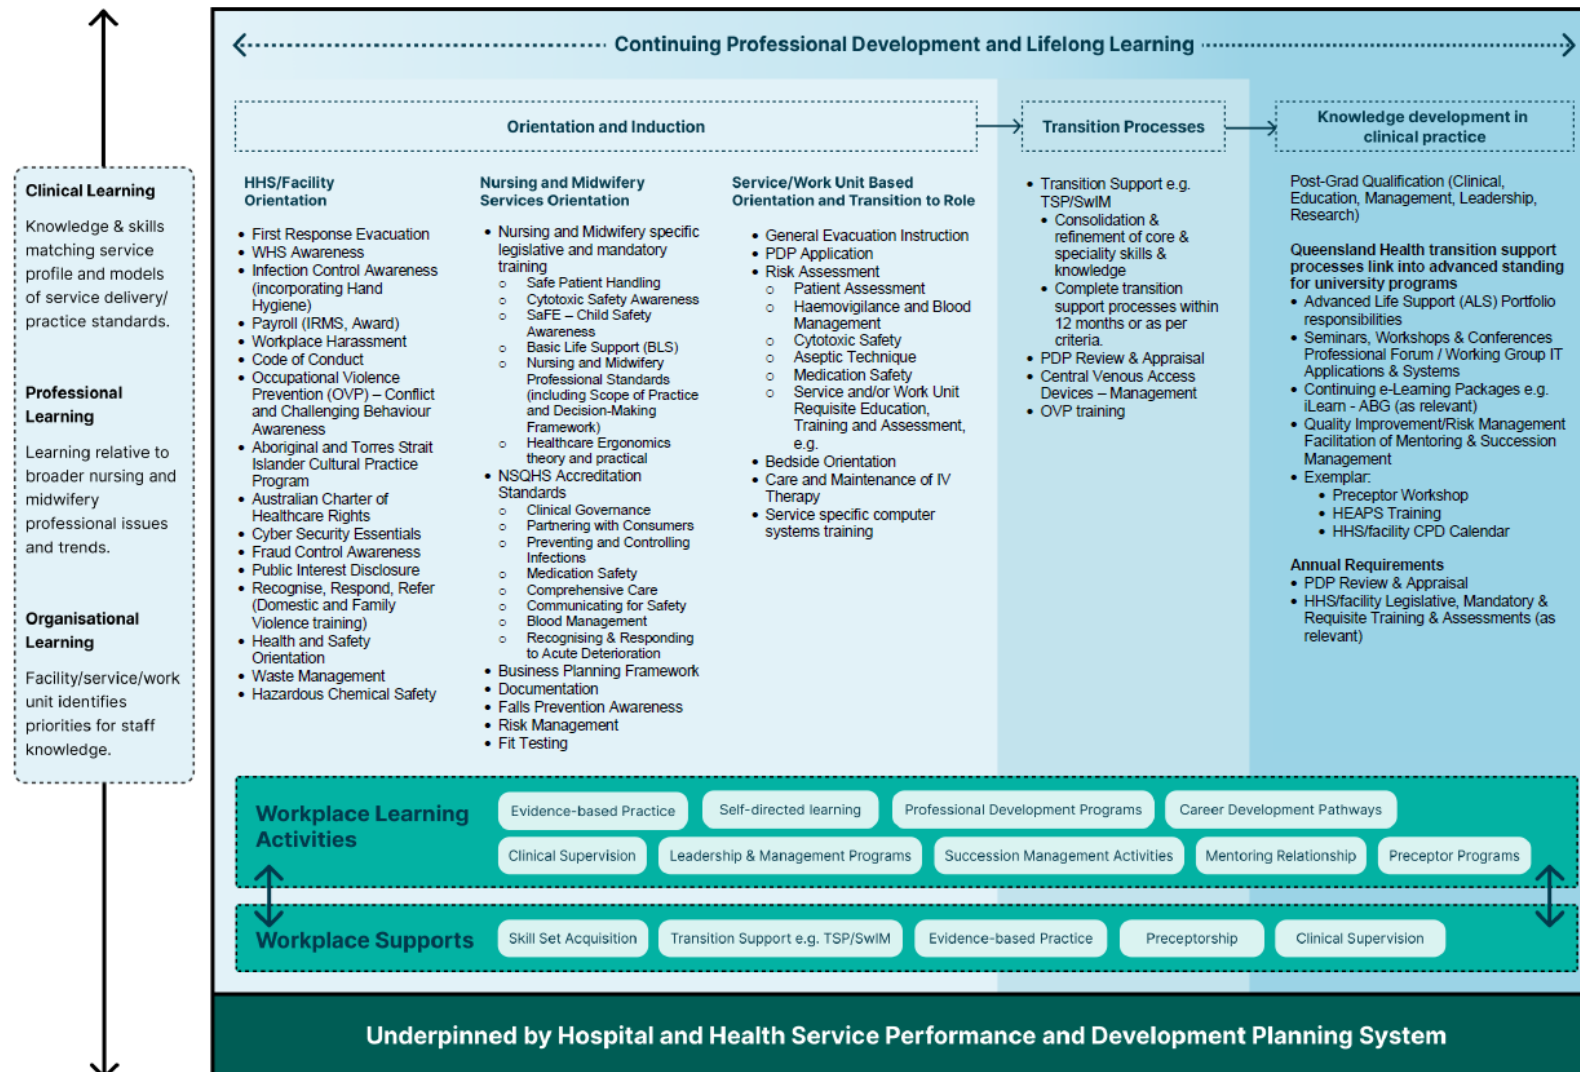 Continuing Professional Development and Lifelong Learning
Clinical Learning
Knowledge & skills
matching service
profile and models
of service delivery/
practice standards.
Professional
Learning
Learning relative to
broader nursing and
midwifery
professional issues
and trends.
Organisational
Learning
Facility/service/work
unit identifies
priorities for staff
knowledge.
Orientation and Induction
HHS/Facility
Orientation
• First Response Evacuation
• WHS Awareness
• Infection Control Awareness
(incorporating Hand
Hygiene)
• Payroll (IRMS, Award)
• Workplace Harassment
• Code of Conduct
• Occupational Violence
Prevention (OVP) – Conflict
and Challenging Behaviour
Awareness
• Aboriginal and Torres Strait
Islander Cultural Practice
Program
• Australian Charter of
Healthcare Rights
• Cyber Security Essentials
• Fraud Control Awareness
• Public Interest Disclosure
• Recognise, Respond, Refer
(Domestic and Family
Violence training)
• Health and Safety
Orientation
• Waste Management
• Hazardous Chemical Safety
Nursing and Midwifery
Services Orientation
• Nursing and Midwifery specific
legislative and mandatory
training
o Safe Patient Handling
o Cytotoxic Safety Awareness
o SaFE – Child Safety
Awareness
o Basic Life Support (BLS)
o Nursing and Midwifery
Professional Standards
(including Scope of Practice
and Decision-Making
Framework)
o Healthcare Ergonomics
theory and practical
• NSQHS Accreditation
Standards
o Clinical Governance
o Partnering with Consumers
o Preventing and Controlling
Infections
o Medication Safety
o Comprehensive Care
o Communicating for Safety
o Blood Management
o Recognising & Responding
to Acute Deterioration
• Business Planning Framework
• Documentation
• Falls Prevention Awareness
• Risk Management
• Fit Testing
Service/Work Unit Based
Orientation and Transition to Role
• General Evacuation Instruction
• PDP Application
• Risk Assessment
o Patient Assessment
o Haemovigilance and Blood
Management
o Cytotoxic Safety
o Aseptic Technique
o Medication Safety
o Service and/or Work Unit
Requisite Education,
Training and Assessment,
e.g.
• Bedside Orientation
• Care and Maintenance of IV
Therapy
• Service specific computer
systems training
Transition Processes
• Transition Support e.g.
TSP/SwIM
• Consolidation &
refinement of core &
speciality skills &
knowledge
• Complete transition
support processes within
12 months or as per
criteria.
• PDP Review & Appraisal
• Central Venous Access
Devices – Management
• OVP training
Knowledge development in
clinical practice
Post-Grad Qualification (Clinical,
Education, Management, Leadership,
Research)
Queensland Health transition support
processes link into advanced standing
for university programs
• Advanced Life Support (ALS) Portfolio
responsibilities
• Seminars, Workshops & Conferences
Professional Forum / Working Group IT
Applications & Systems
• Continuing e-Learning Packages e.g.
iLearn - ABG (as relevant)
• Quality Improvement/Risk Management
Facilitation of Mentoring & Succession
Management
• Exemplar:
• Preceptor Workshop
• HEAPS Training
• HHS/facility CPD Calendar
Annual Requirements
• PDP Review & Appraisal
• HHS/facility Legislative, Mandatory &
Requisite Training & Assessments (as
relevant)
Workplace Learning
Activities
Evidence-based Practice
Self-directed learning
Professional Development Programs
Career Development Pathways
Clinical Supervision
Leadership & Management Programs
Succession Management Activities
Mentoring Relationship
Preceptor Programs
Workplace Supports
Skill Set Acquisition
Transition Support e.g. TSP/SwIM
Evidence-based Practice
Preceptorship
Clinical Supervision
Underpinned by Hospital and Health Service Performance and Development Planning System